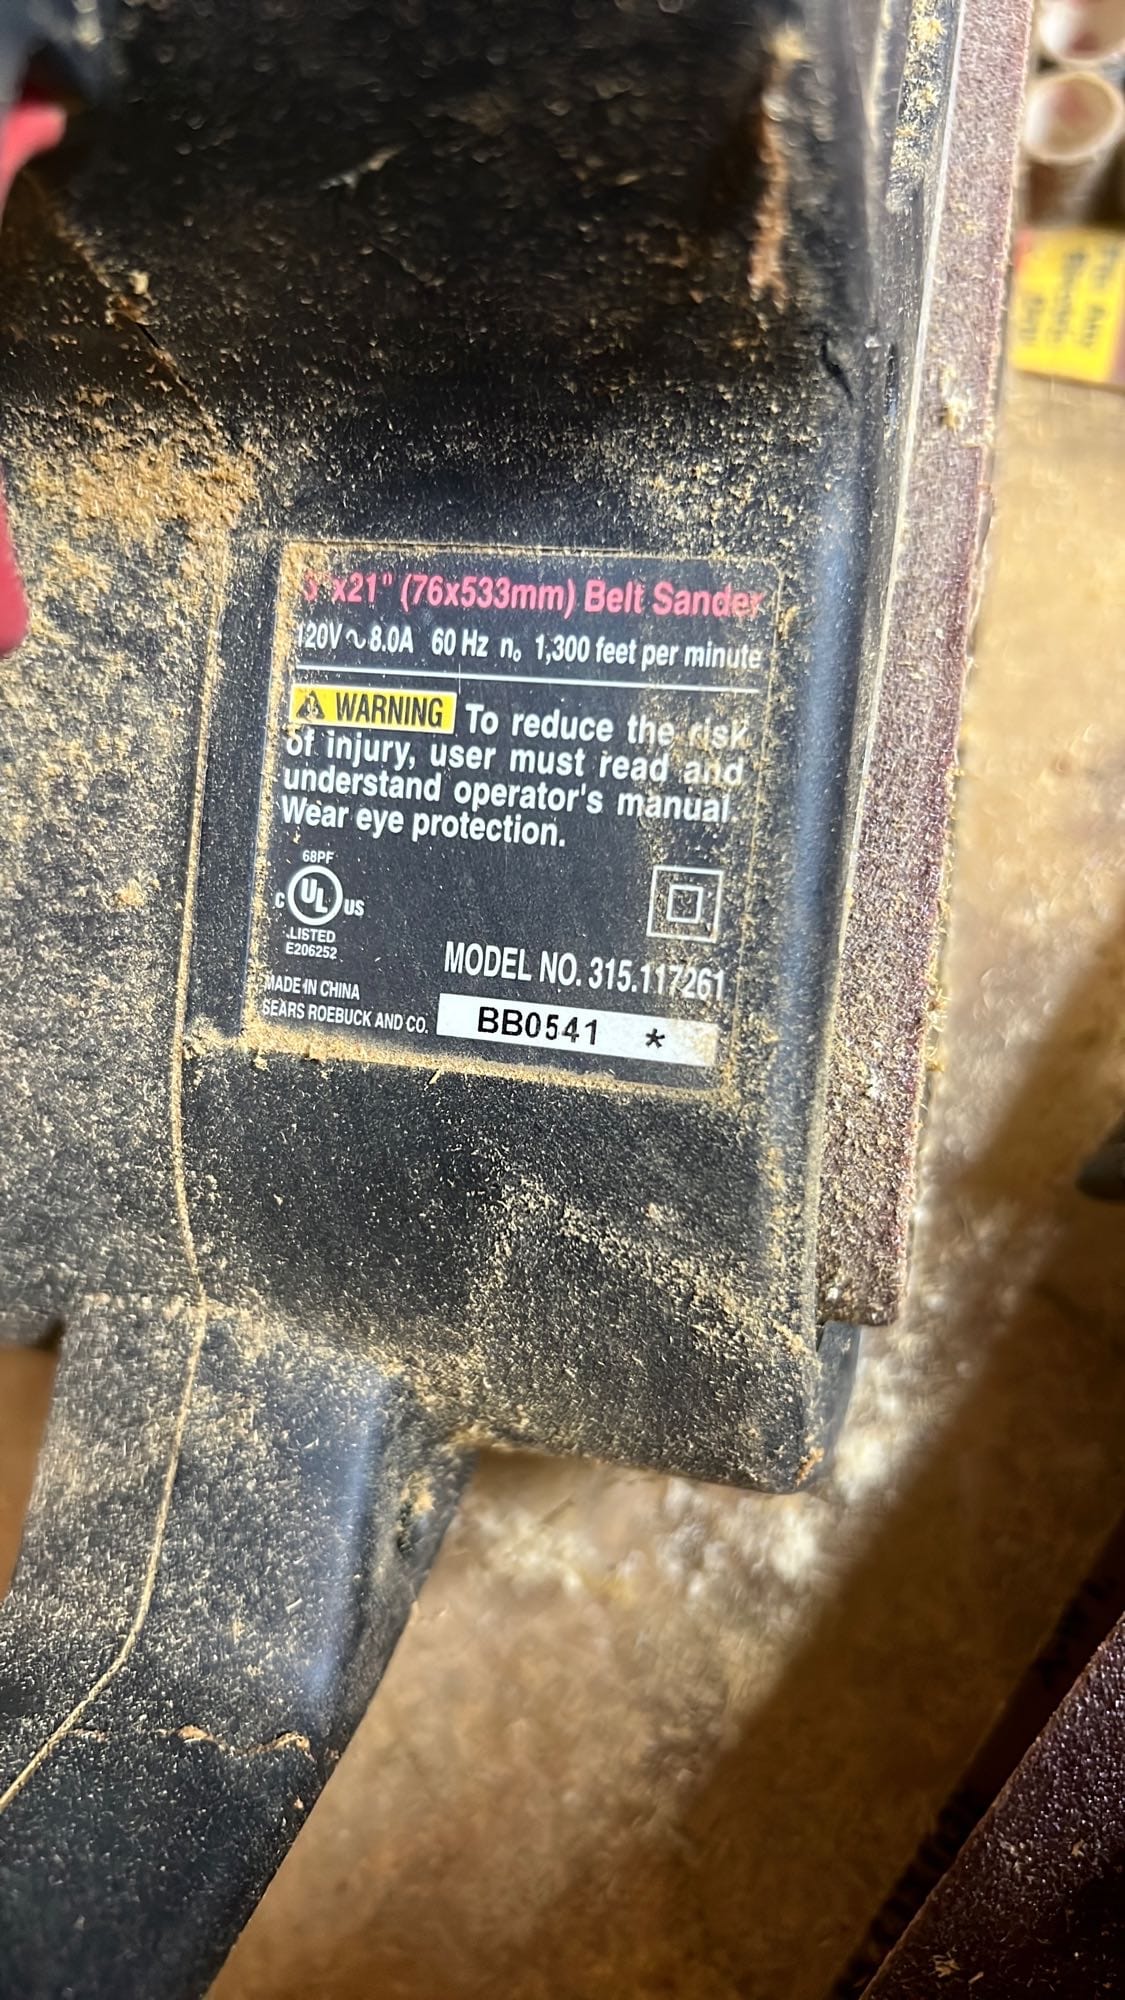 3"x21" (76x533mm) Belt Sander
120V ~ 8.0A 60 Hz n₀ 1,300 feet per minute
WARNING To reduce the risk
of injury, user must read and
understand operator's manual.
Wear eye protection.
68PF
C UL US
LISTED
E206252
MODEL NO. 315.117261
MADE IN CHINA
SEARS ROEBUCK AND CO.
BB0541 *